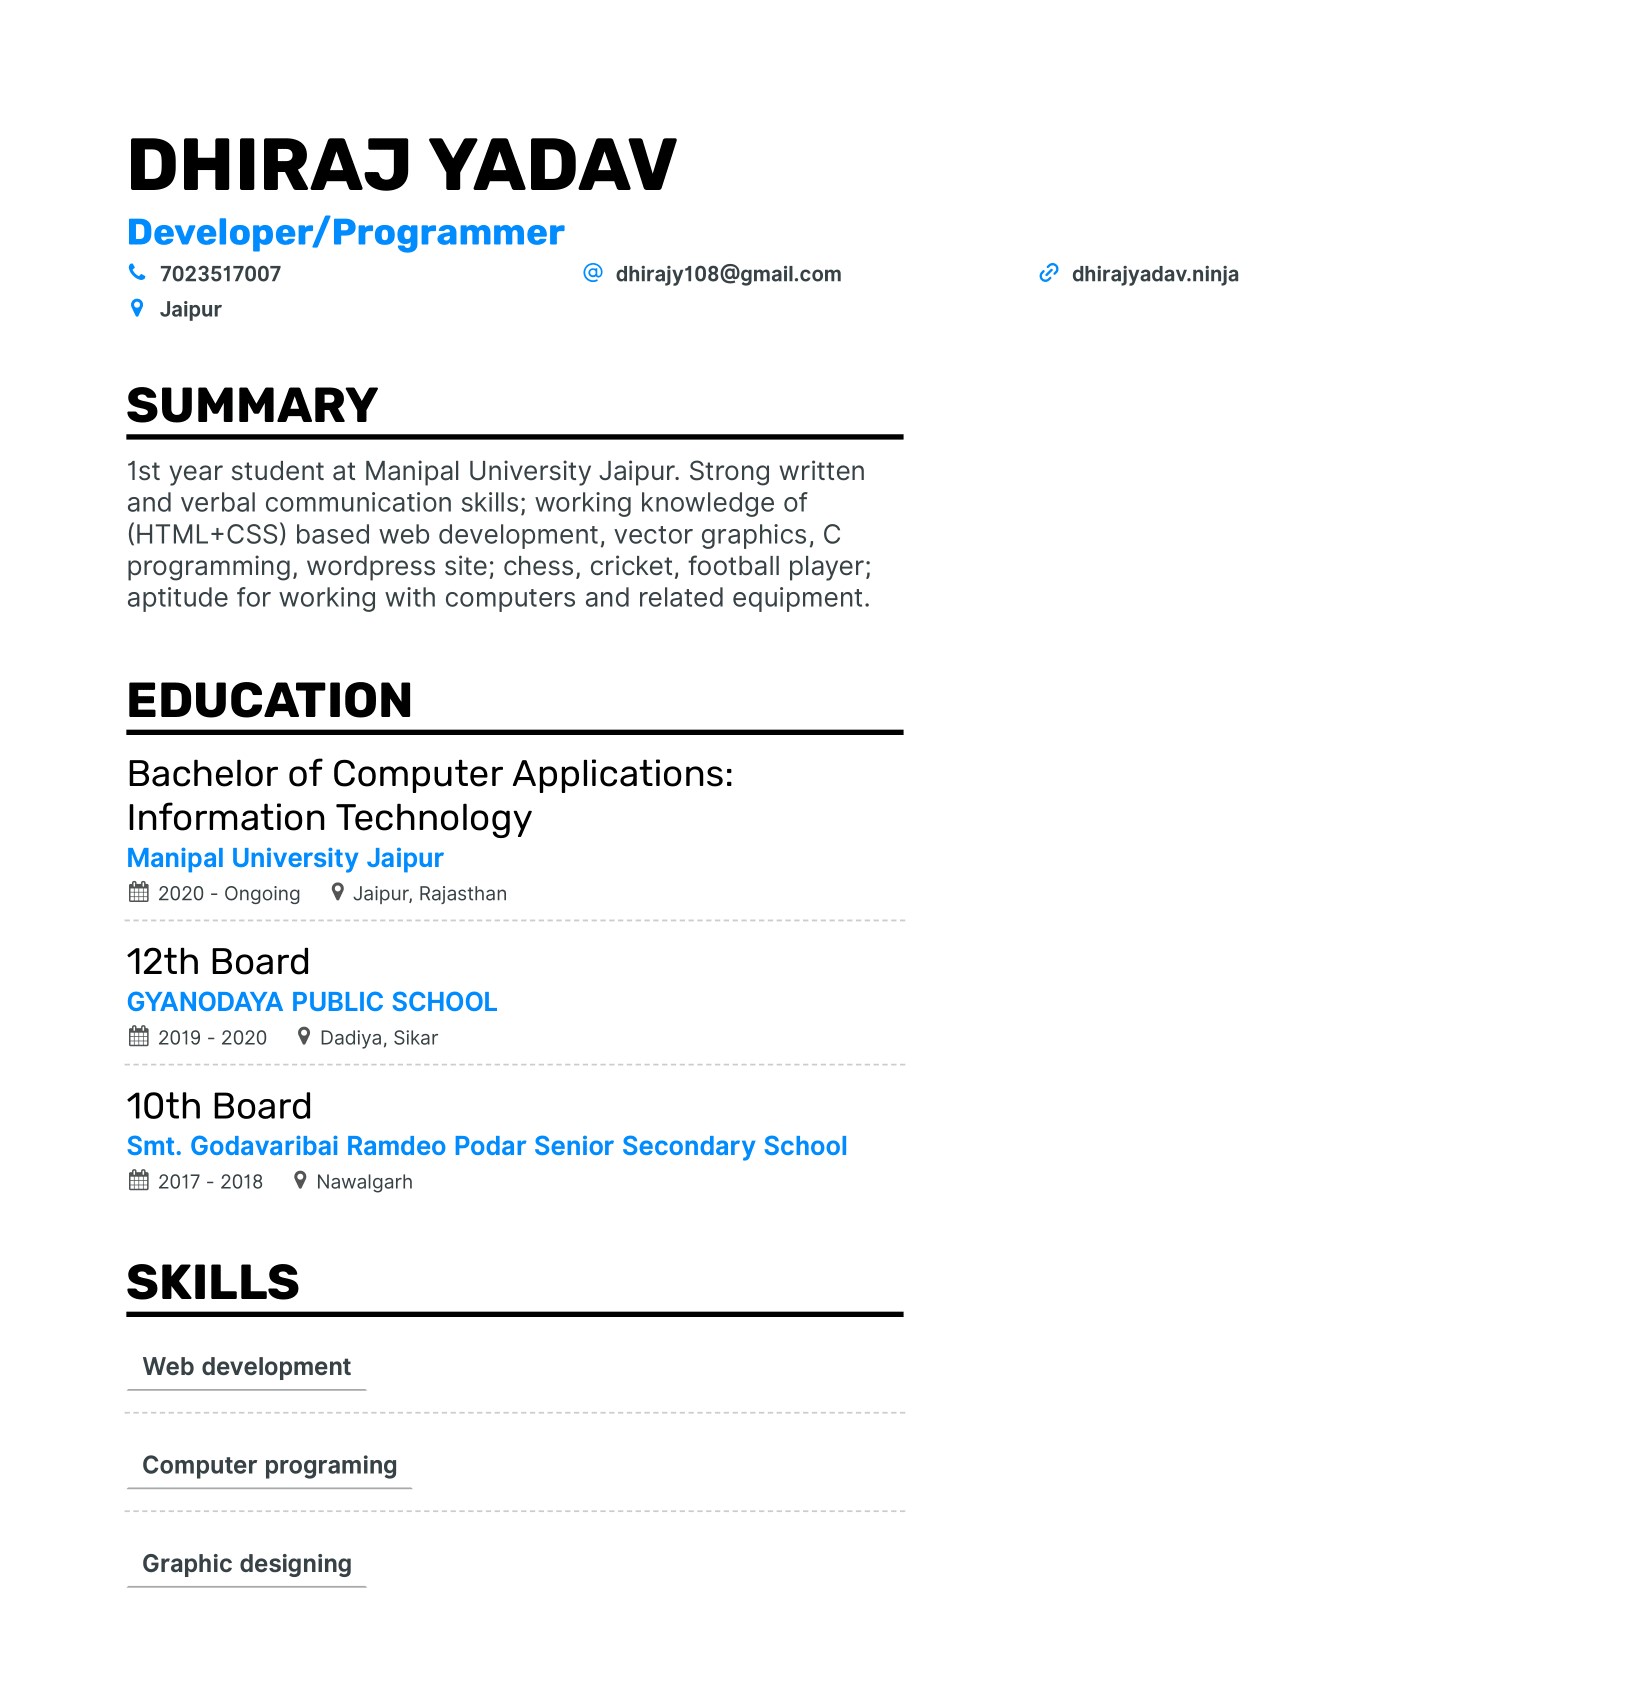 DHIRAJ YADAV
Developer/Programmer
7023517007 dhirajy108@gmail.com dhirajyadav.ninja
Jaipur
SUMMARY
1st year student at Manipal University Jaipur. Strong written
and verbal communication skills; working knowledge of
(HTML+CSS) based web development, vector graphics, C
programming, wordpress site; chess, cricket, football player;
aptitude for working with computers and related equipment.
EDUCATION
Bachelor of Computer Applications:
Information Technology
Manipal University Jaipur
2020 - Ongoing Jaipur, Rajasthan
12th Board
GYANODAYA PUBLIC SCHOOL
2019 - 2020 Dadiya, Sikar
10th Board
Smt. Godavaribai Ramdeo Podar Senior Secondary School
2017 - 2018 Nawalgarh
SKILLS
Web development
Computer programing
Graphic designing